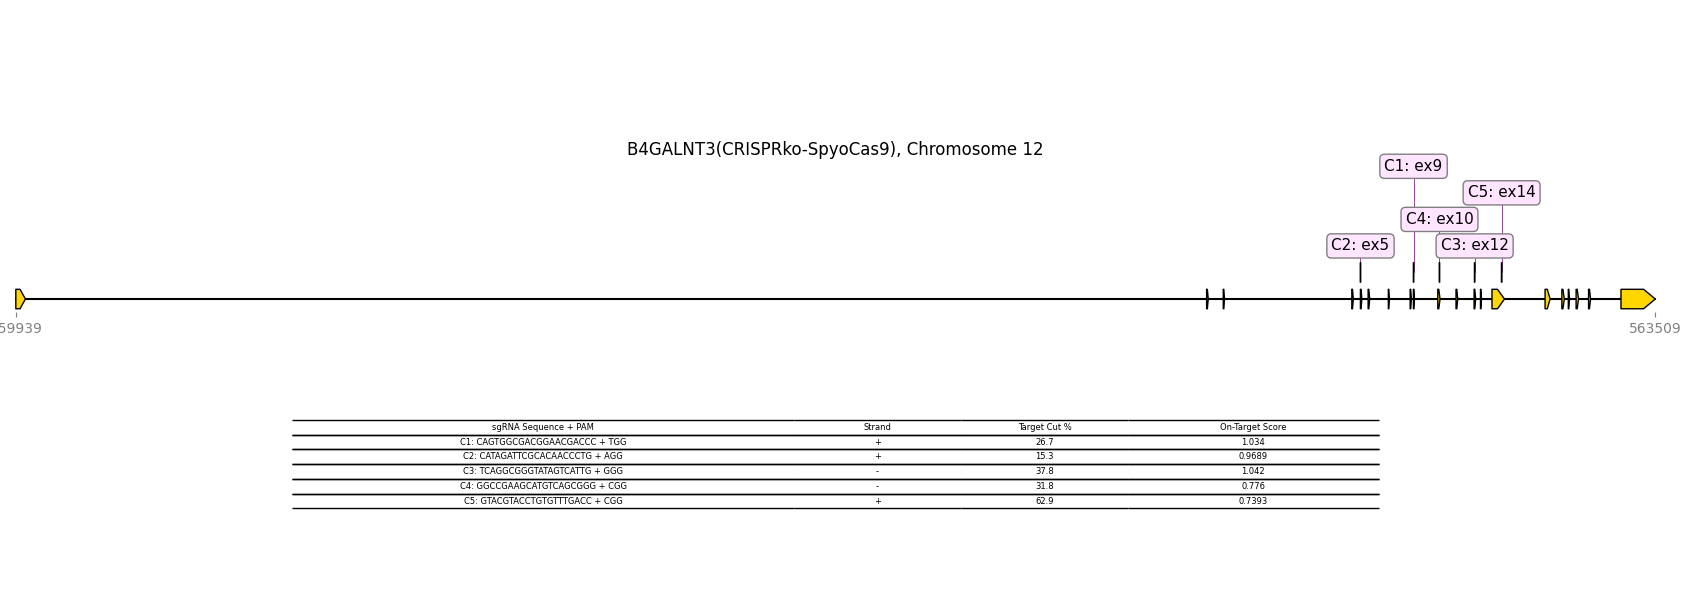 B4GALNT3(CRISPRko-SpyoCas9), Chromosome 12
C1: ex9
C5: ex14
C4: ex10
C2: ex5
C3: ex12
59939
563509
sgRNA Sequence + PAM Strand Target Cut % On-Target Score
C1: CAGTGGCGACGGAACGACCC + TGG + 26.7 1.034
C2: CATAGATTCGCACAACCCTG + AGG + 15.3 0.9689
C3: TCAGGCGGGTATAGTCATTG + GGG - 37.8 1.042
C4: GGCCGAAGCATGTCAGCGGG + CGG - 31.8 0.776
C5: GTACGTACCTGTGTTTGACC + CGG + 62.9 0.7393